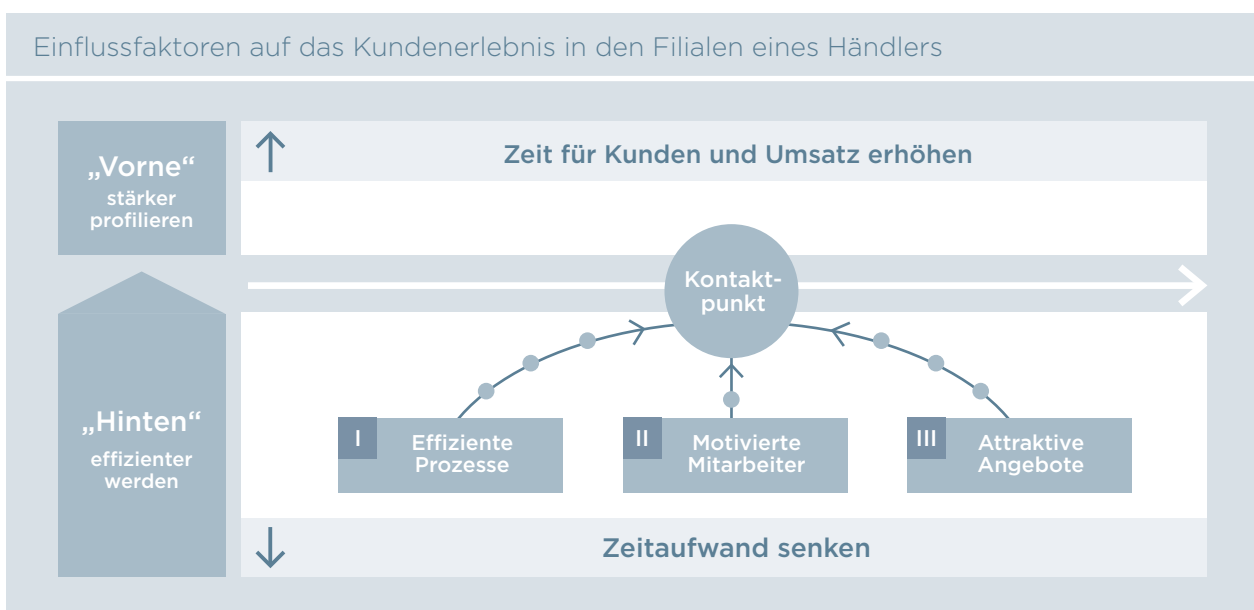 Einflussfaktoren auf das Kundenerlebnis in den Filialen eines Händlers
„Vorne“
stärker
profilieren
Zeit für Kunden und Umsatz erhöhen
Kontakt-
punkt
„Hinten“
effizienter
werden
I
Effiziente
Prozesse
II
Motivierte
Mitarbeiter
III
Attraktive
Angebote
Zeitaufwand senken